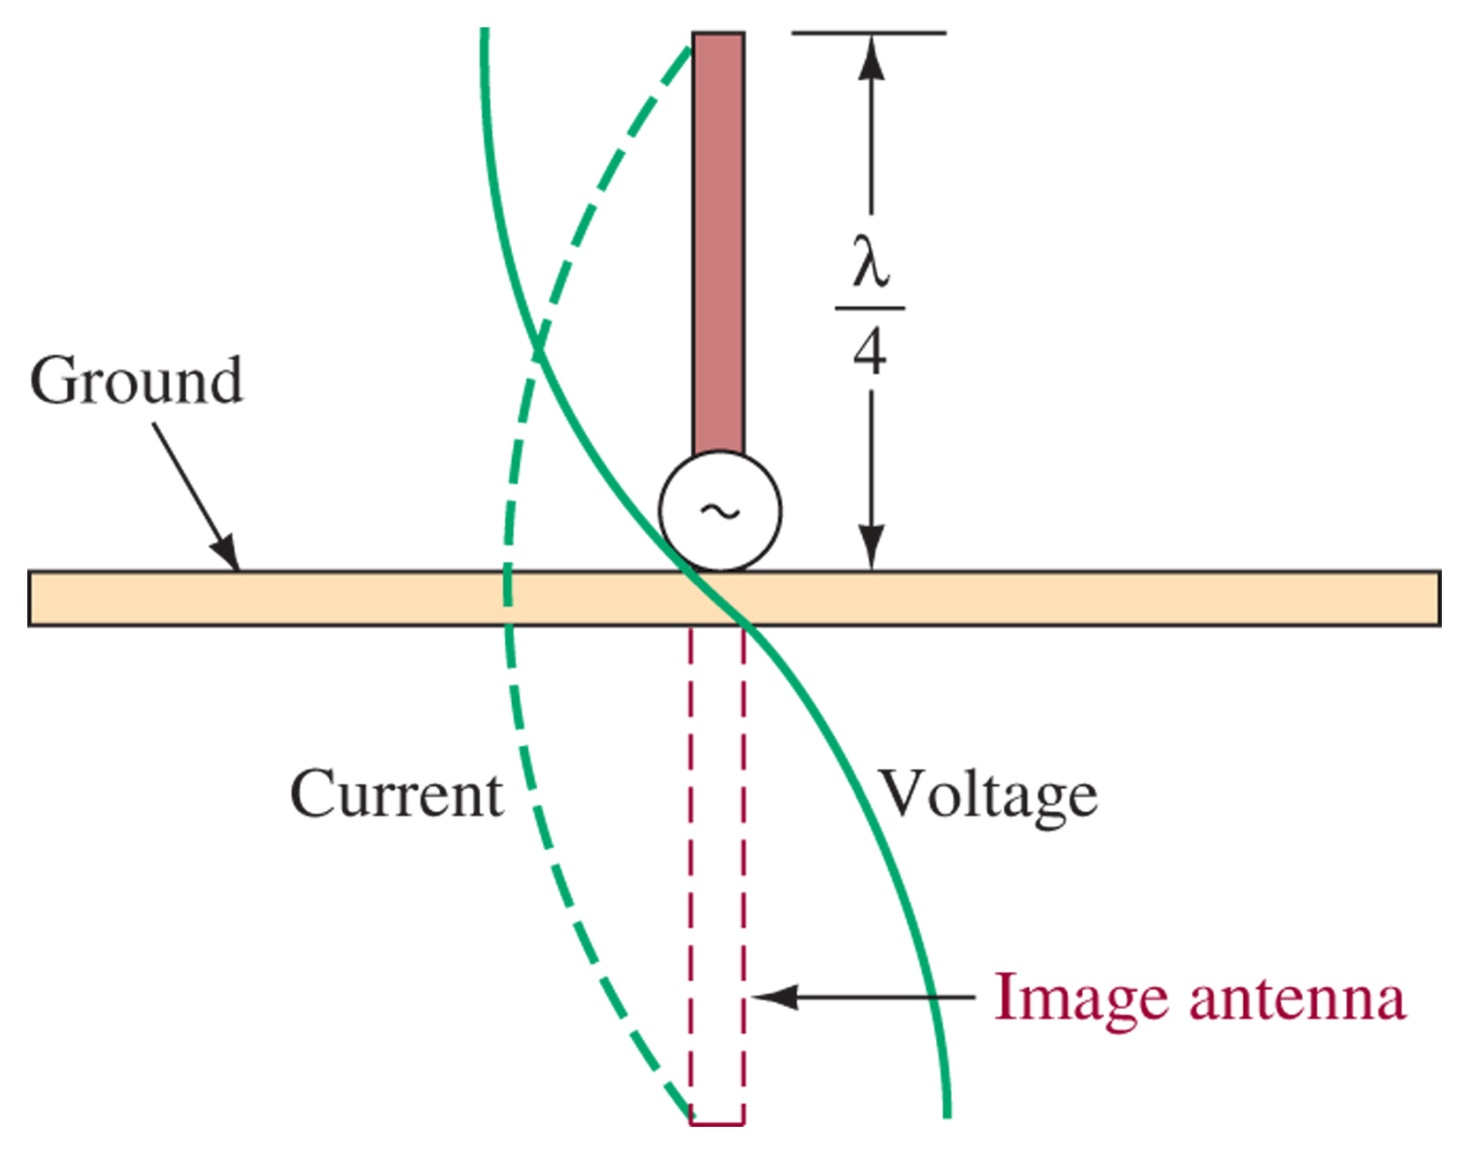 λ
4
Ground
~
Current
Voltage
Image antenna